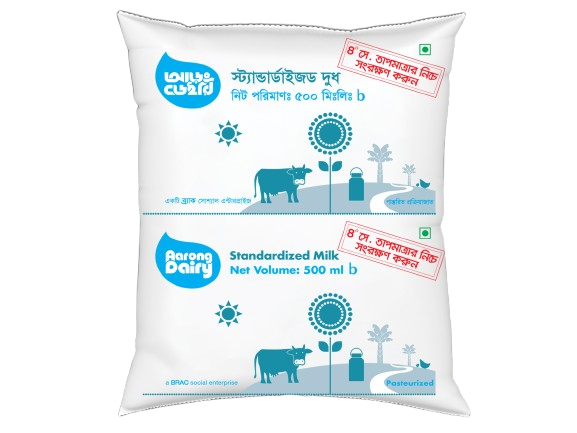 আড়ং
ডেইরি
স্ট্যান্ডার্ডাইজড দুধ
নিট পরিমাণঃ ৫০০ মিঃলিঃ b
৪° সে. তাপমাত্রার নিচে
সংরক্ষণ করুন
একটি ব্র্যাক সোশ্যাল এন্টারপ্রাইজ
পাস্তুরিত প্রক্রিয়াজাত
Aarong
Dairy
Standardized Milk
Net Volume: 500 ml b
৪° সে. তাপমাত্রার নিচে
সংরক্ষণ করুন
a BRAC social enterprise
Pasteurized